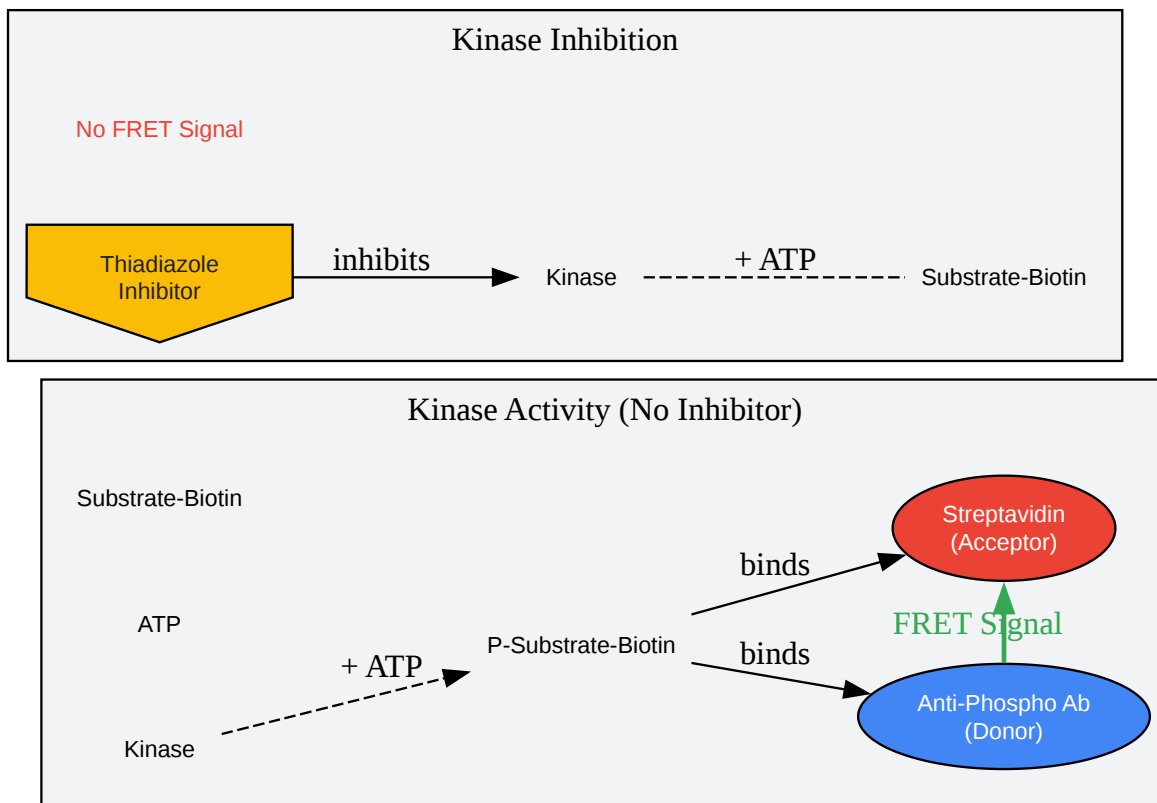 Kinase Inhibition
No FRET Signal
Thiadiazole
Inhibitor
inhibits
Kinase
+ ATP
Substrate-Biotin
Kinase Activity (No Inhibitor)
Substrate-Biotin
ATP
Kinase
+ ATP
P-Substrate-Biotin
binds
binds
Streptavidin
(Acceptor)
FRET Signal
Anti-Phospho Ab
(Donor)